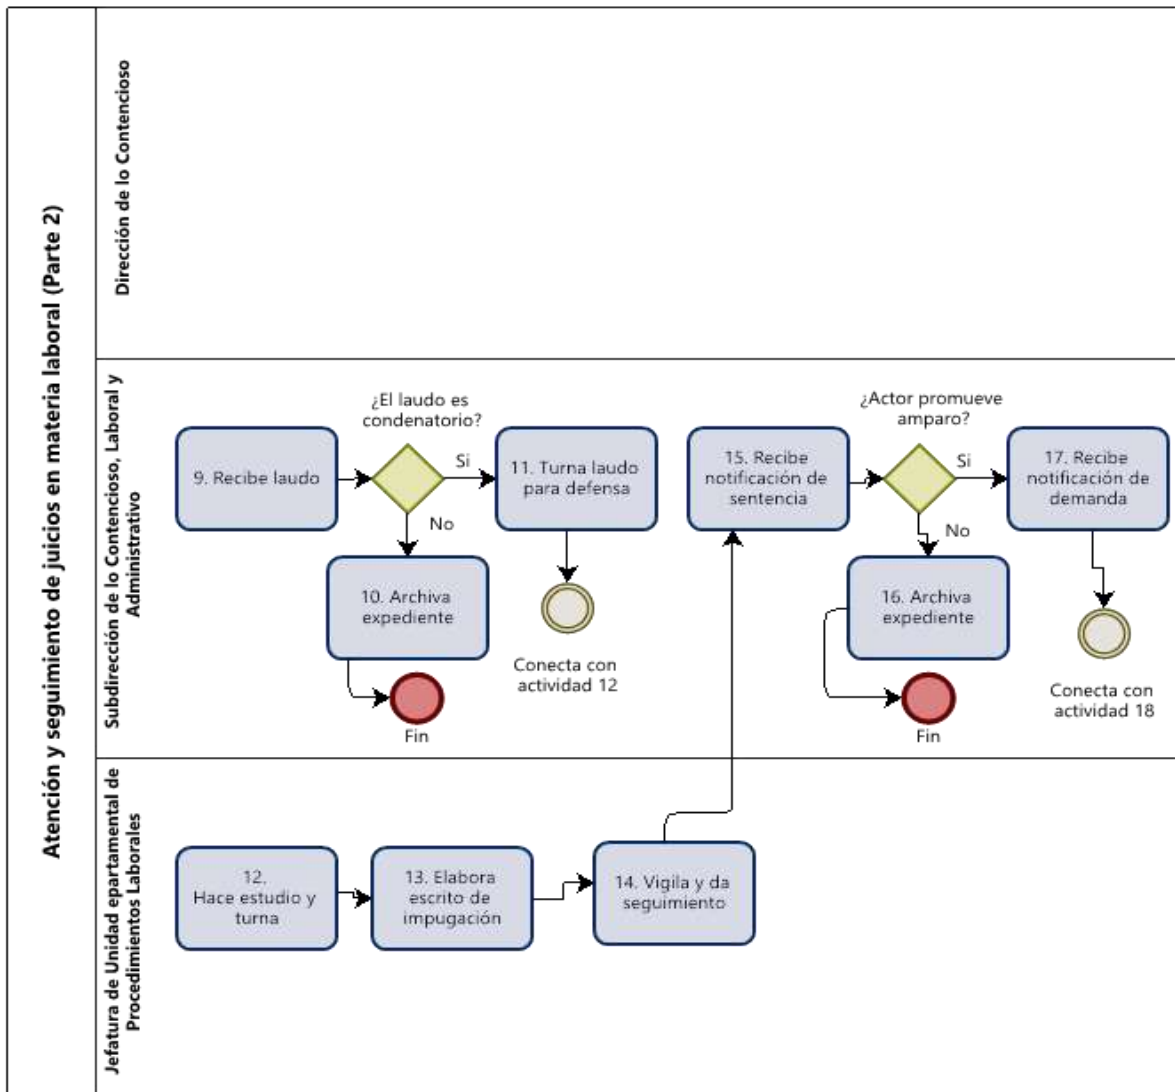 Atención y seguimiento de juicios en materia laboral (Parte 2)
Dirección de lo Contencioso
Subdirección de lo Contencioso, Laboral y
Administrativo
¿El laudo es
condenatorio?
9. Recibe laudo
Si
11. Turna laudo
para defensa
No
10. Archiva
expediente
Fin
Conecta con
actividad 12
15. Recibe
notificación de
sentencia
¿Actor promueve
amparo?
Si
17. Recibe
notificación de
demanda
No
16. Archiva
expediente
Fin
Conecta con
actividad 18
Jefatura de Unidad epartamental de
Procedimientos Laborales
12.
Hace estudio y
turna
13. Elabora
escrito de
impugación
14. Vigila y da
seguimiento